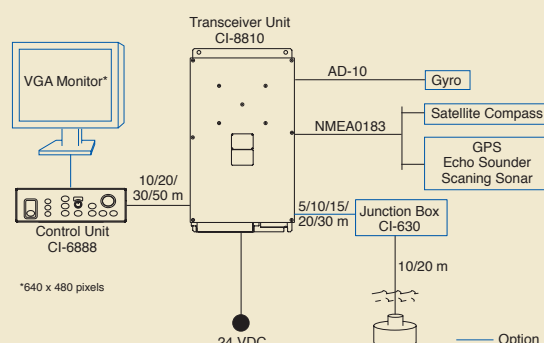 Transceiver Unit
CI-8810
VGA Monitor*
AD-10
Gyro
NMEA0183
Satellite Compass
GPS
Echo Sounder
Scaning Sonar
10/20/
30/50 m
Control Unit
CI-6888
5/10/15/
20/30 m
Junction Box
CI-630
10/20 m
*640 x 480 pixels
24 VDC
Option